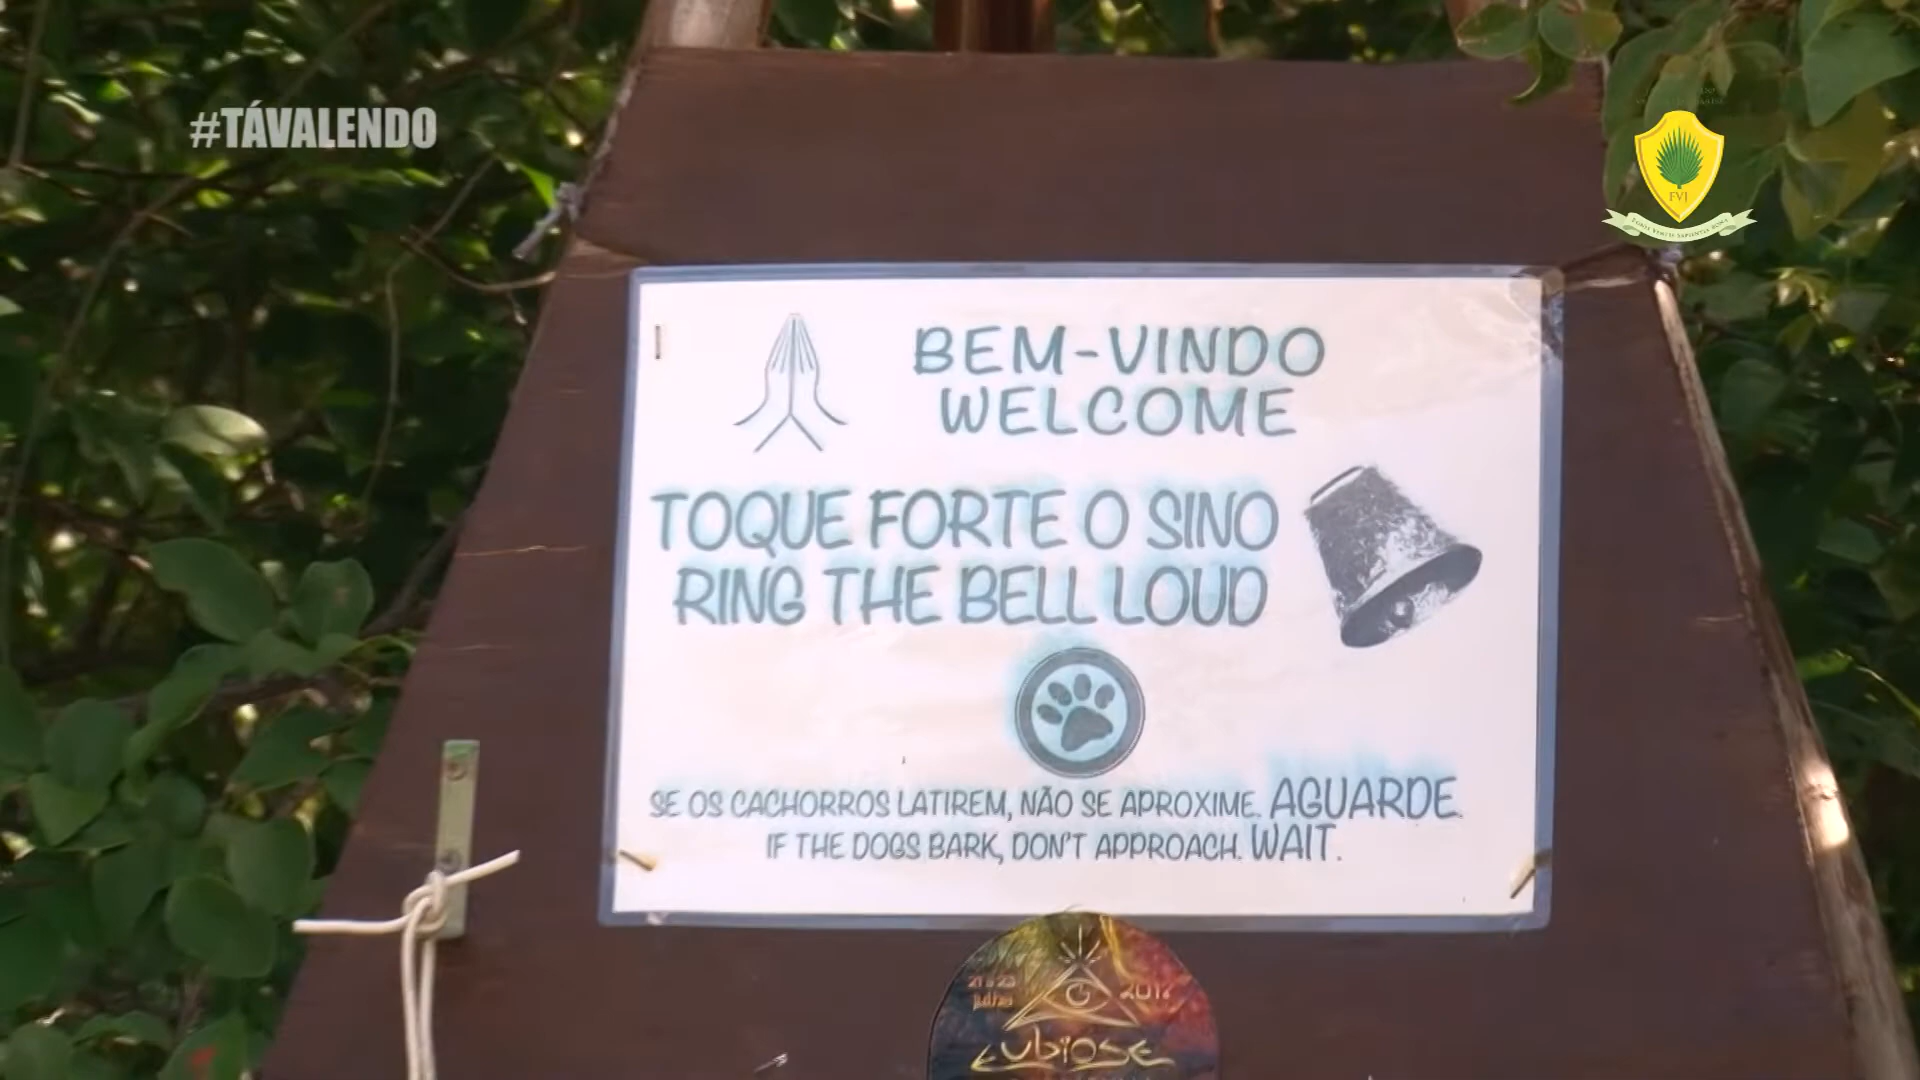 #TÁVALENDO
FVJ
BEM-VINDO
WELCOME
TOQUE FORTE O SINO
RING THE BELL LOUD
SE OS CACHORROS LATIREM, NÃO SE APROXIME. AGUARDE.
IF THE DOGS BARK, DON'T APPROACH. WAIT.